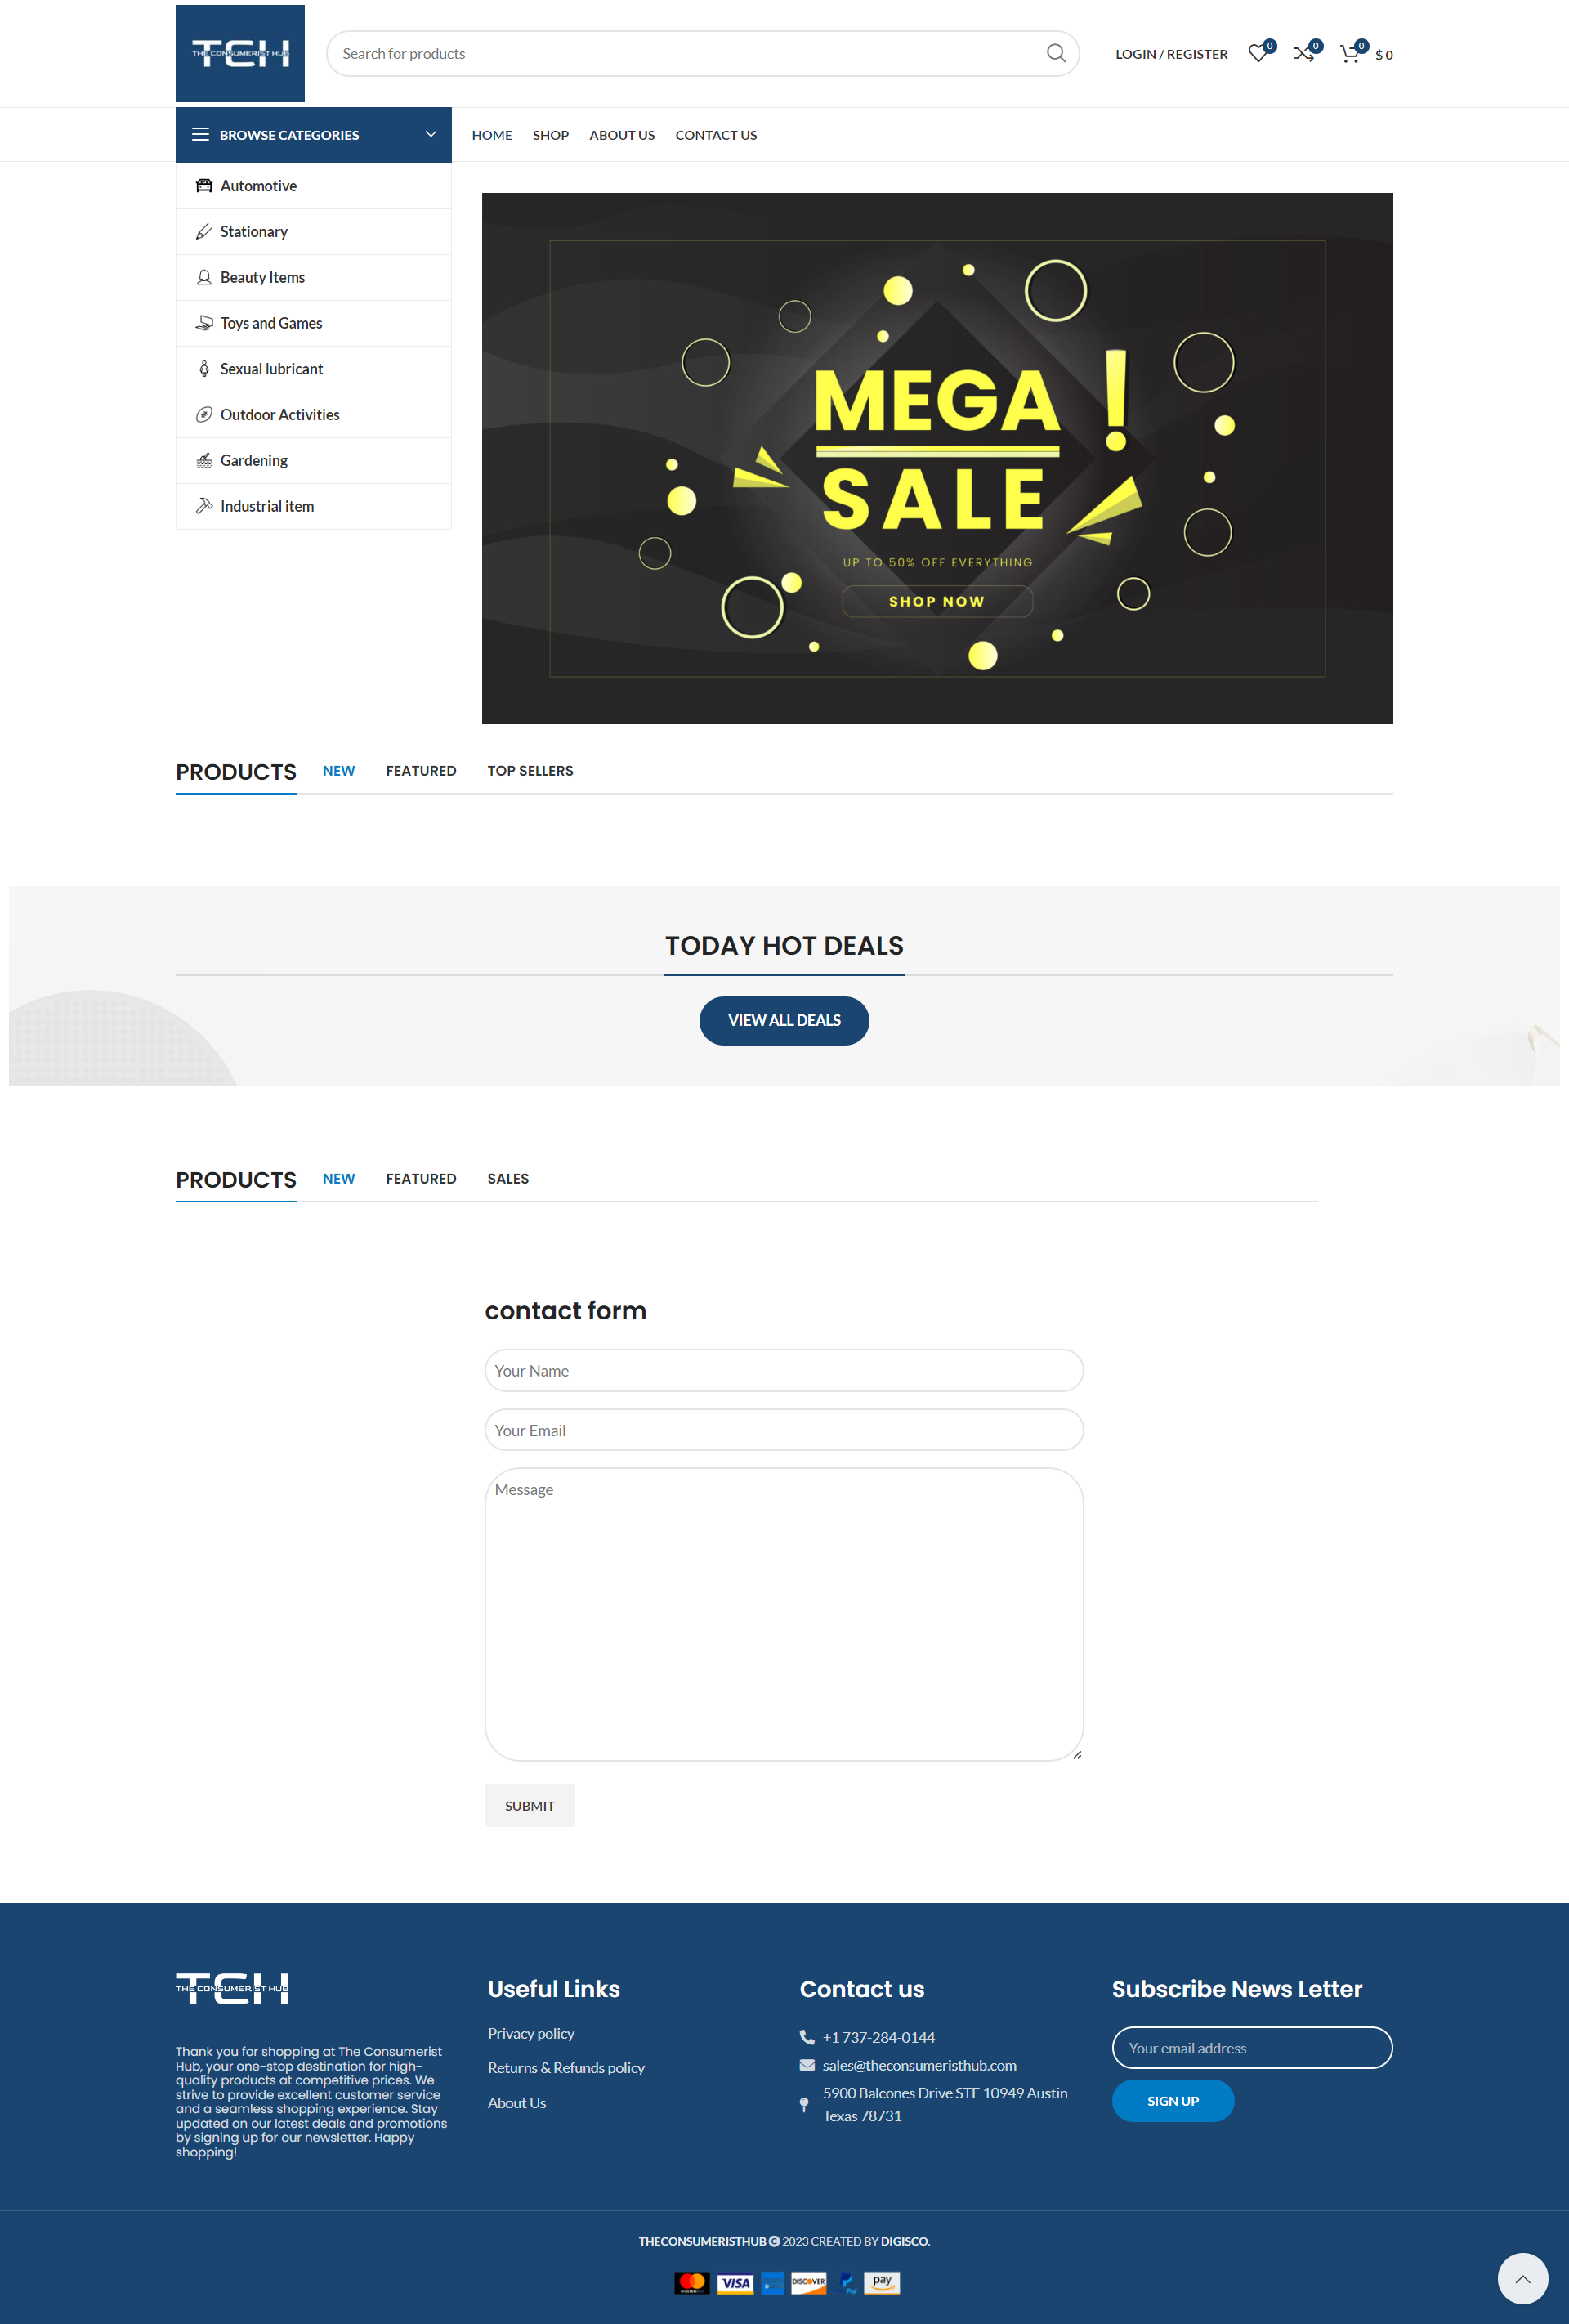 TCH
THE CONSUMERIST HUB
Search for products
LOGIN / REGISTER
0
0
0
$ 0
BROWSE CATEGORIES
HOME
SHOP
ABOUT US
CONTACT US
Automotive
Stationary
Beauty Items
Toys and Games
Sexual lubricant
Outdoor Activities
Gardening
Industrial item
MEGA
SALE
!
UP TO 50% OFF EVERYTHING
SHOP NOW
PRODUCTS
NEW
FEATURED
TOP SELLERS
TODAY HOT DEALS
VIEW ALL DEALS
PRODUCTS
NEW
FEATURED
SALES
contact form
Your Name
Your Email
Message
SUBMIT
TCH
THE CONSUMERIST HUB
Thank you for shopping at The Consumerist
Hub, your one-stop destination for high-
quality products at competitive prices. We
strive to provide excellent customer service
and a seamless shopping experience. Stay
updated on our latest deals and promotions
by signing up for our newsletter. Happy
shopping!
Useful Links
Privacy policy
Returns & Refunds policy
About Us
Contact us
+1 737-284-0144
sales@theconsumeristhub.com
5900 Balcones Drive STE 10949 Austin
Texas 78731
Subscribe News Letter
Your email address
SIGN UP
THECONSUMERISTHUB © 2023 CREATED BY DIGISCO.
VISA
DISCOVER
PayPal
pay